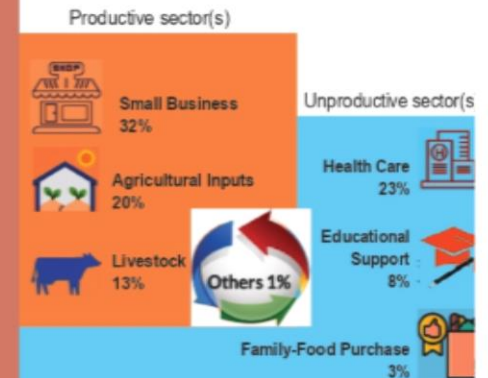 Productive sector(s)
SHOP
Small Business
32%
Agricultural Inputs
20%
Livestock
13%
Others 1%
Unproductive sector(s
Health Care
23%
Educational
Support
8%
Family-Food Purchase
3%